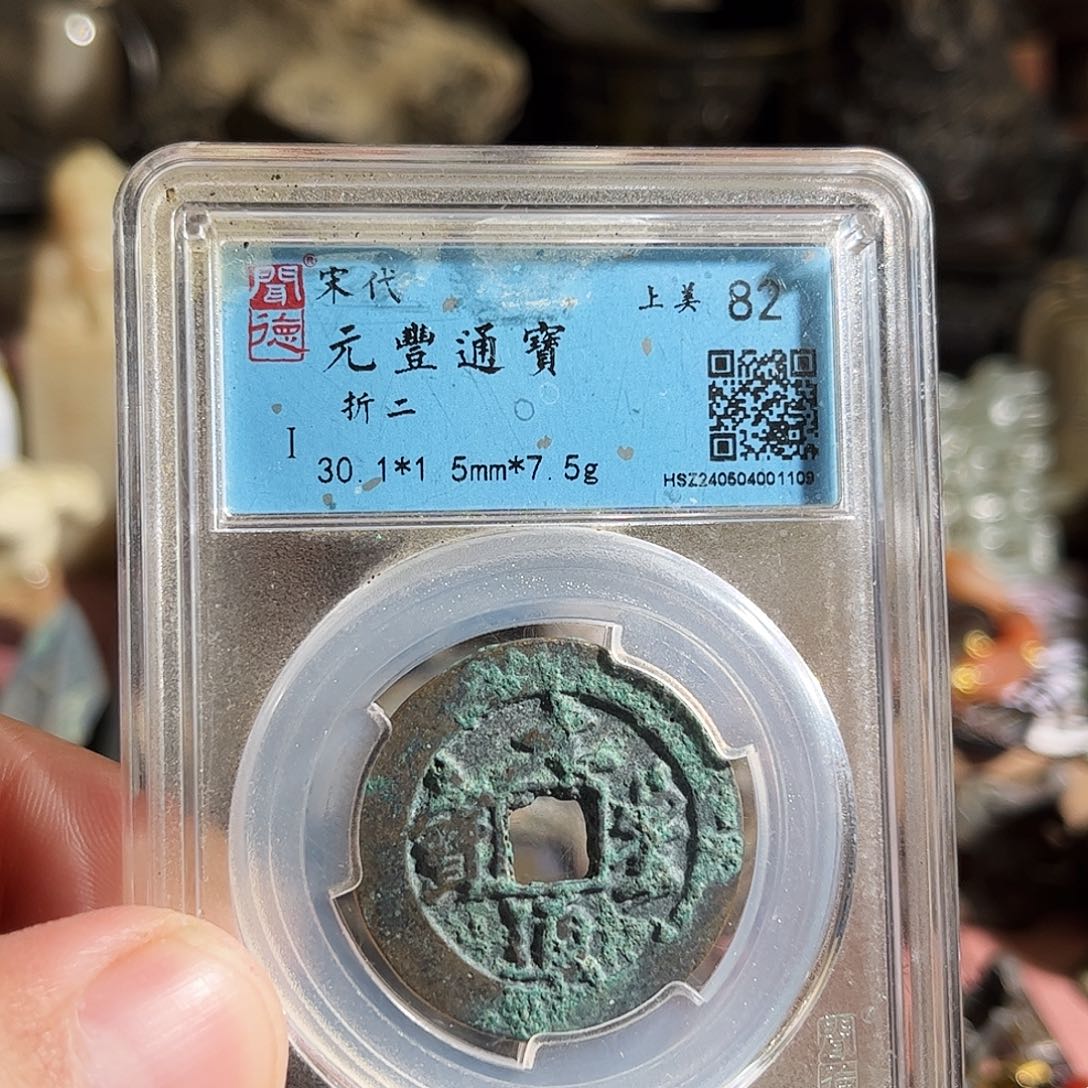 聞德®
宋代
上美 82
元豐通寶
折二
I
30.1*1 5mm*7.5g
HSZ240504001109
寶